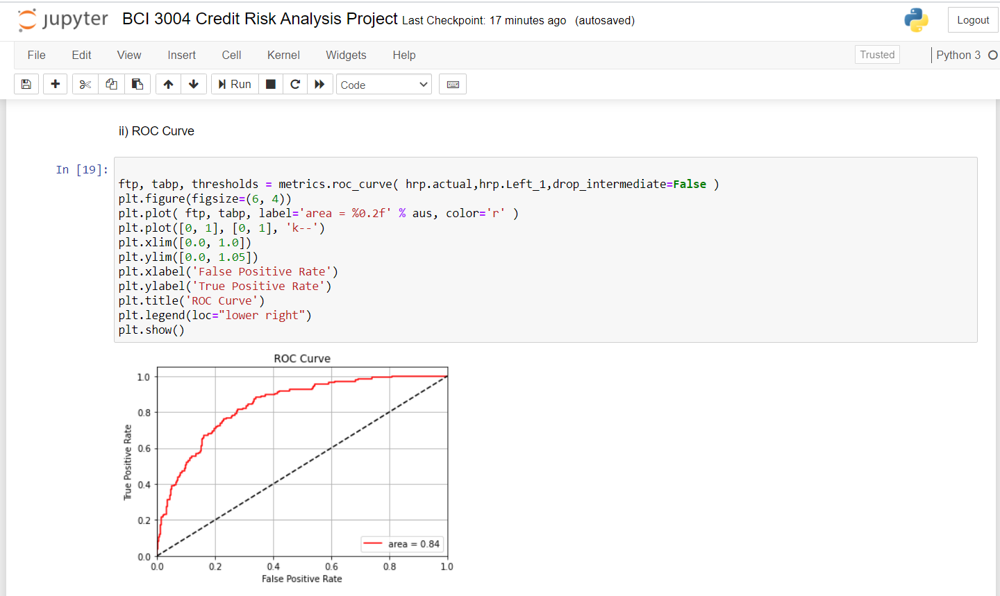 jupyter BCI 3004 Credit Risk Analysis Project Last Checkpoint: 17 minutes ago (autosaved) Logout
File Edit View Insert Cell Kernel Widgets Help Trusted Python 3
Run Code
ii) ROC Curve
In [19]:
ftp, tabp, thresholds = metrics.roc_curve( hrp.actual,hrp.Left_1,drop_intermediate=False )
plt.figure(figsize=(6, 4))
plt.plot( ftp, tabp, label='area = %0.2f' % aus, color='r' )
plt.plot([0, 1], [0, 1], 'k--')
plt.xlim([0.0, 1.0])
plt.ylim([0.0, 1.05])
plt.xlabel('False Positive Rate')
plt.ylabel('True Positive Rate')
plt.title('ROC Curve')
plt.legend(loc="lower right")
plt.show()
ROC Curve
1.0
0.8
0.6
0.4
0.2
0.0
True Positive Rate
area = 0.84
0.0 0.2 0.4 0.6 0.8 1.0
False Positive Rate